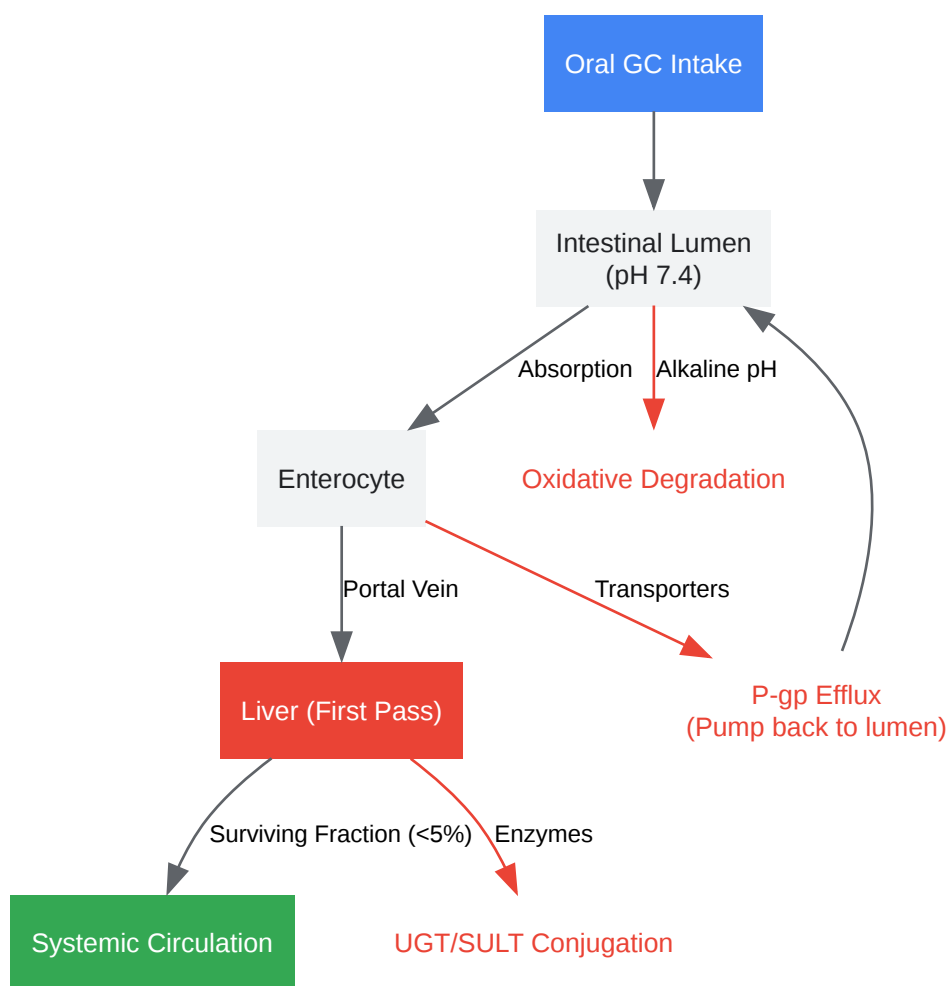 Oral GC Intake
Intestinal Lumen
(pH 7.4)
Absorption
Alkaline pH
Enterocyte
Oxidative Degradation
Portal Vein
Transporters
Liver (First Pass)
P-gp Efflux
(Pump back to lumen)
Surviving Fraction (<5%)
Enzymes
Systemic Circulation
UGT/SULT Conjugation